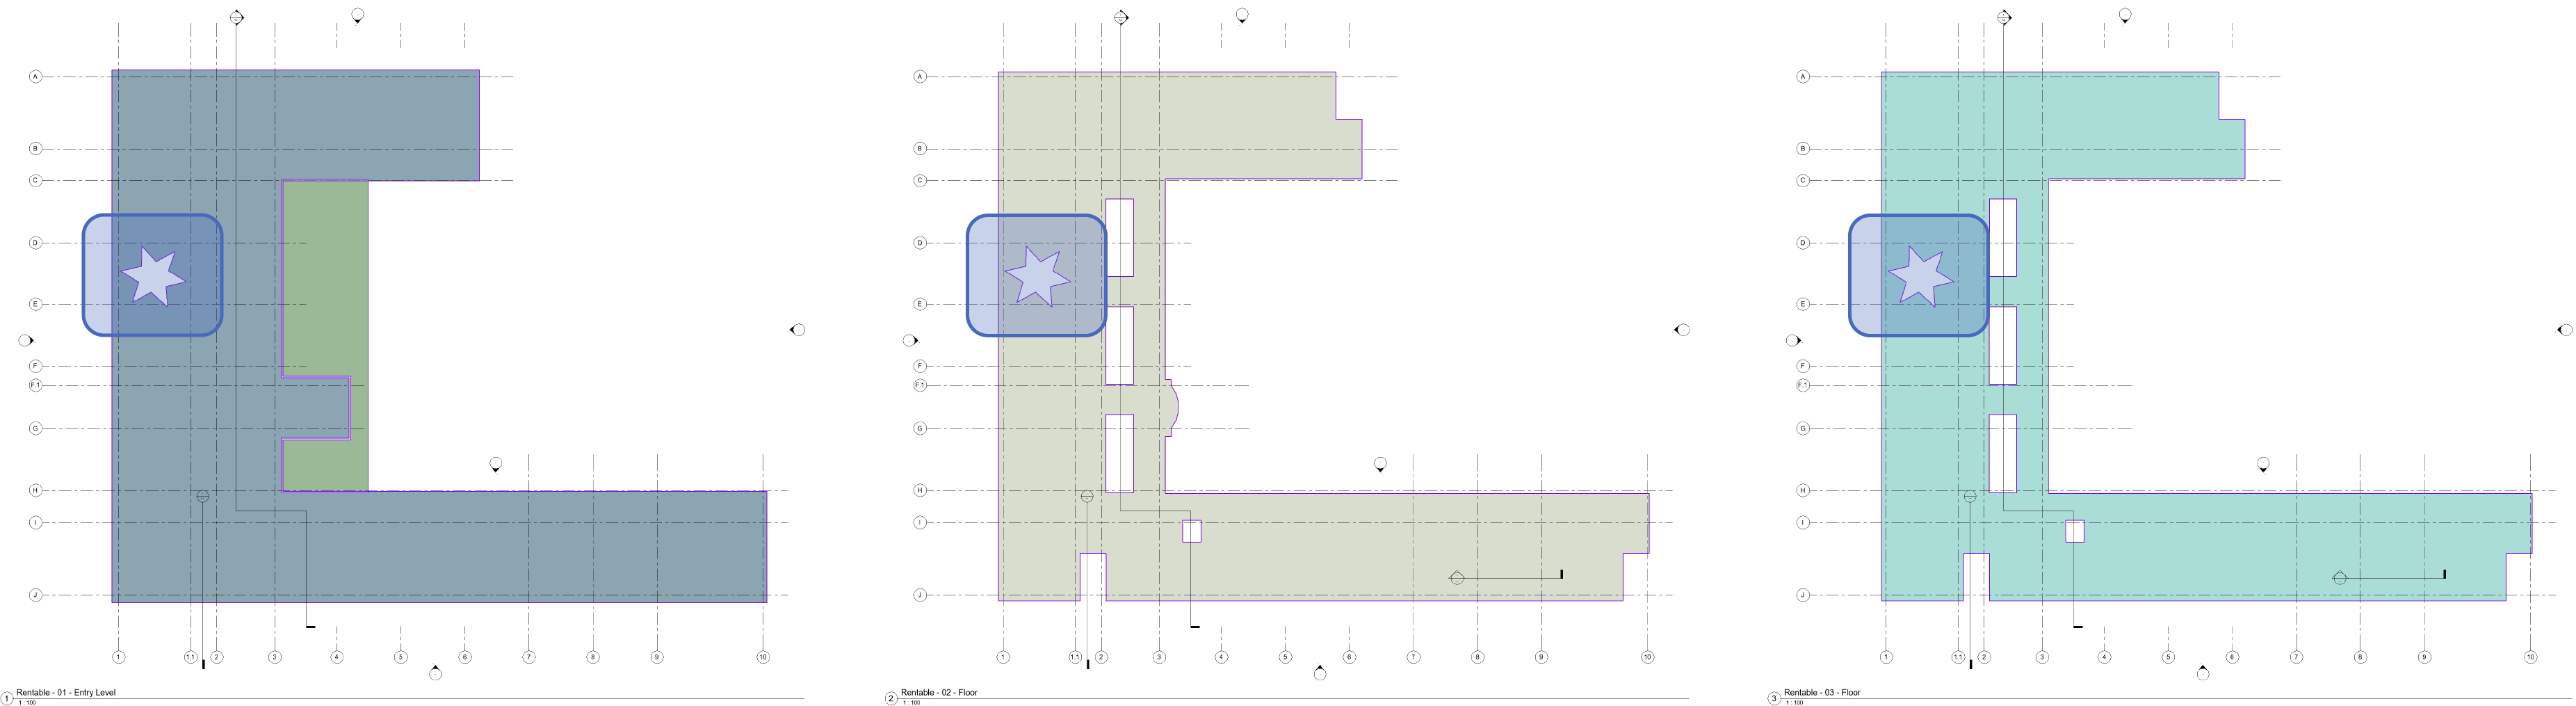 A
B
C
D
E
F
F.1
G
H
I
J
1
1.1
2
3
4
5
6
7
8
9
10
1
Rentable - 01 - Entry Level
1 : 100
A
B
C
D
E
F
F.1
G
H
I
J
1
1.1
2
3
4
5
6
7
8
9
10
2
Rentable - 02 - Floor
1 : 100
A
B
C
D
E
F
F.1
G
H
I
J
1
1.1
2
3
4
5
6
7
8
9
10
3
Rentable - 03 - Floor
1 : 100